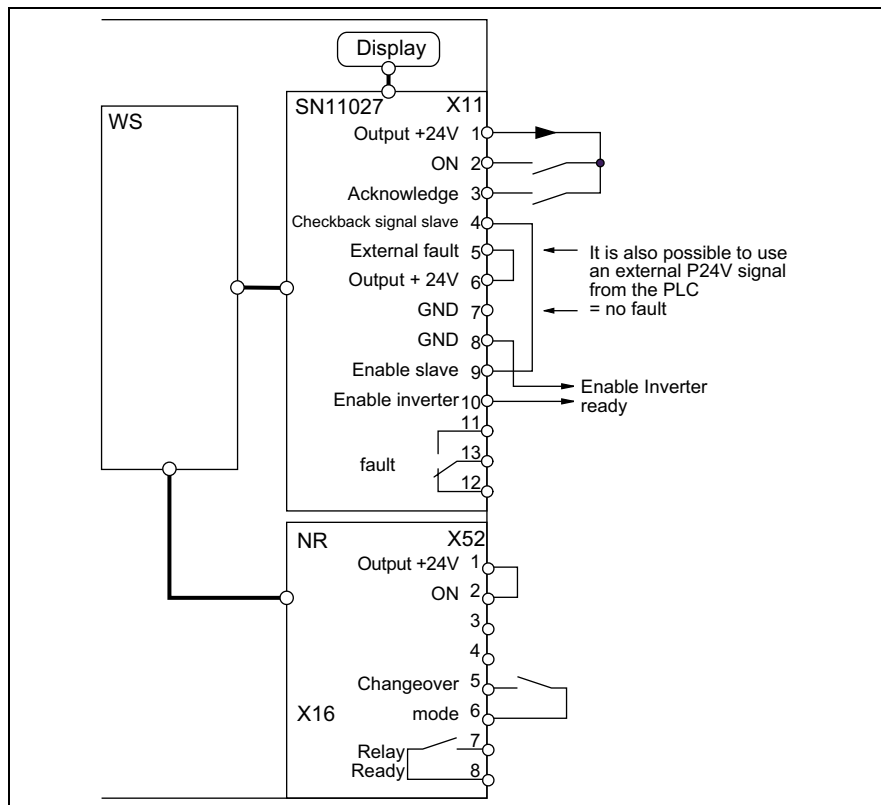 Display
WS
SN11027 X11
Output +24V 1
ON 2
Acknowledge 3
Checkback signal slave 4
External fault 5
Output + 24V 6
GND 7
GND 8
Enable slave 9
Enable inverter 10
11
fault
13
12
It is also possible to use
an external P24V signal
from the PLC
= no fault
Enable Inverter
ready
NR X52
Output +24V 1
ON 2
3
4
Changeover 5
mode 6
X16
Relay 7
Ready 8